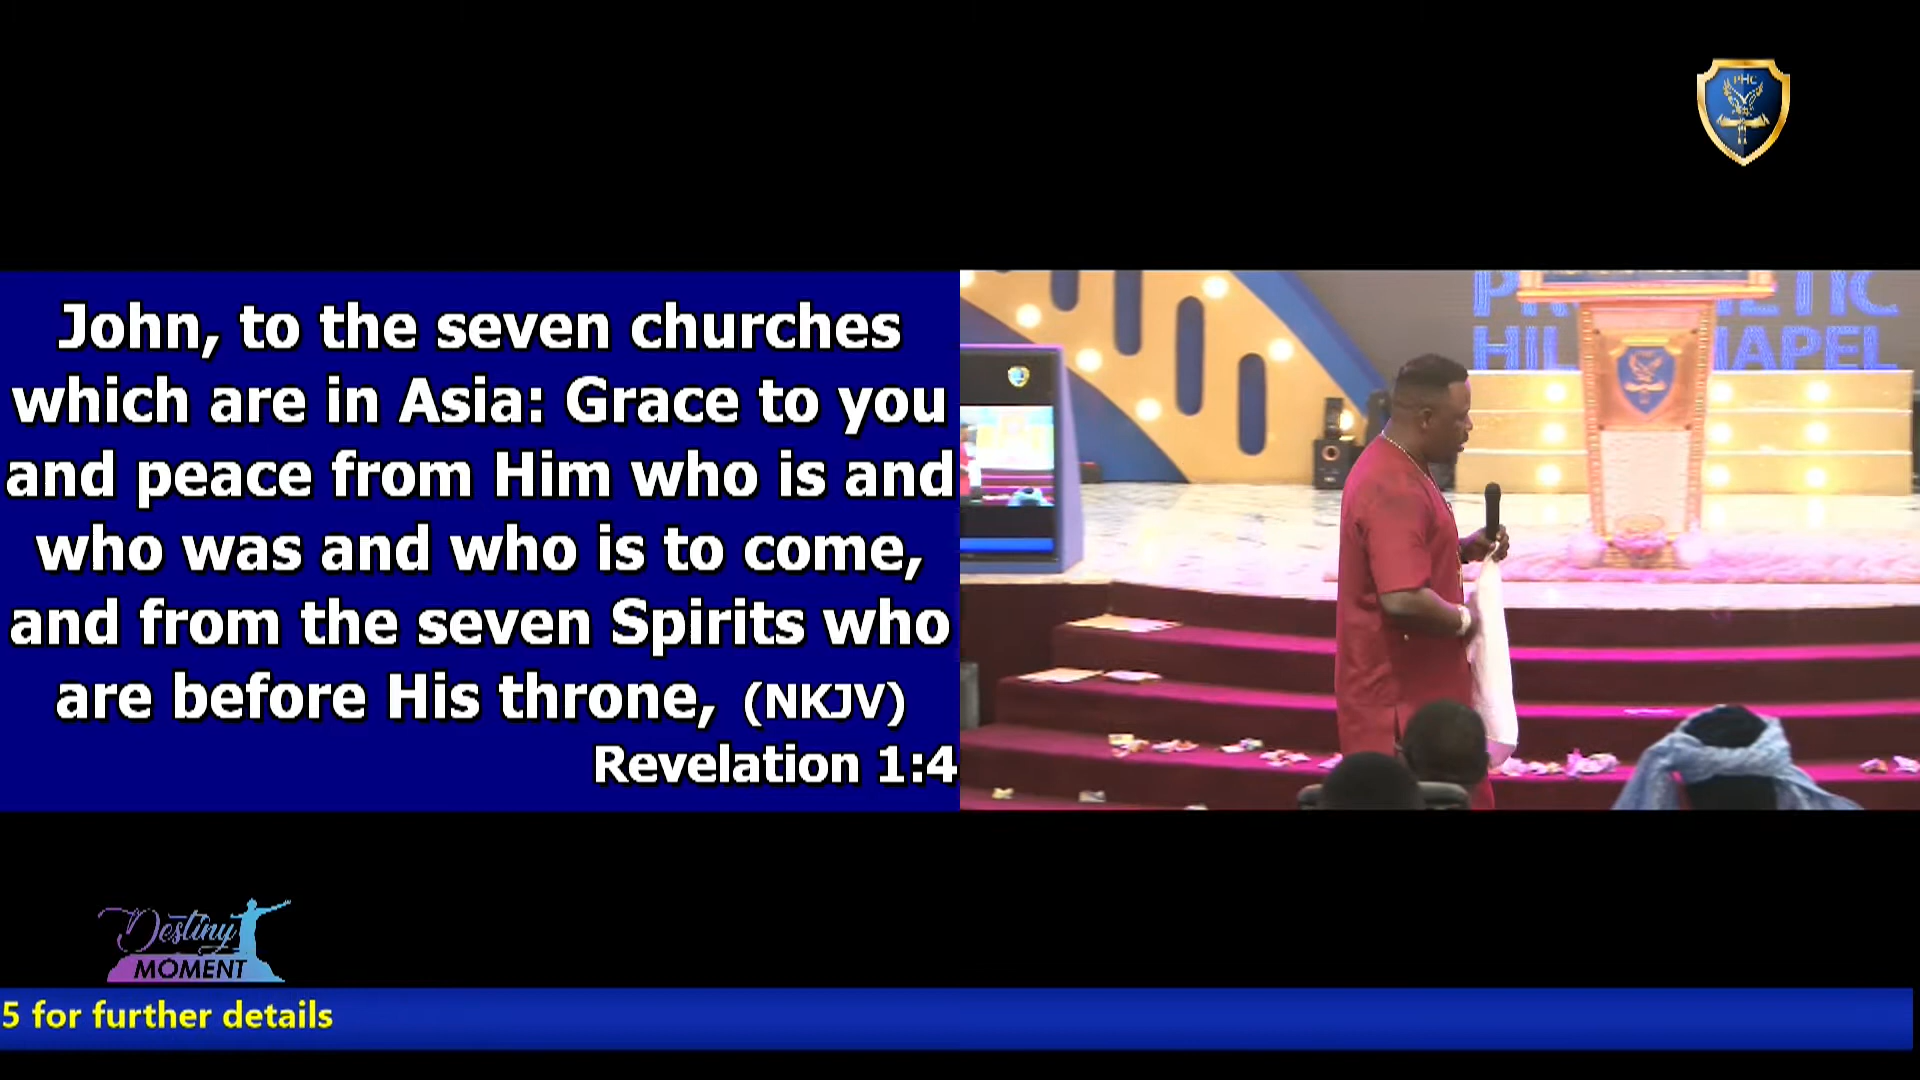 PHC
John, to the seven churches
which are in Asia: Grace to you
and peace from Him who is and
who was and who is to come,
and from the seven Spirits who
are before His throne, (NKJV)
Revelation 1:4
Destiny
MOMENT
5 for further details